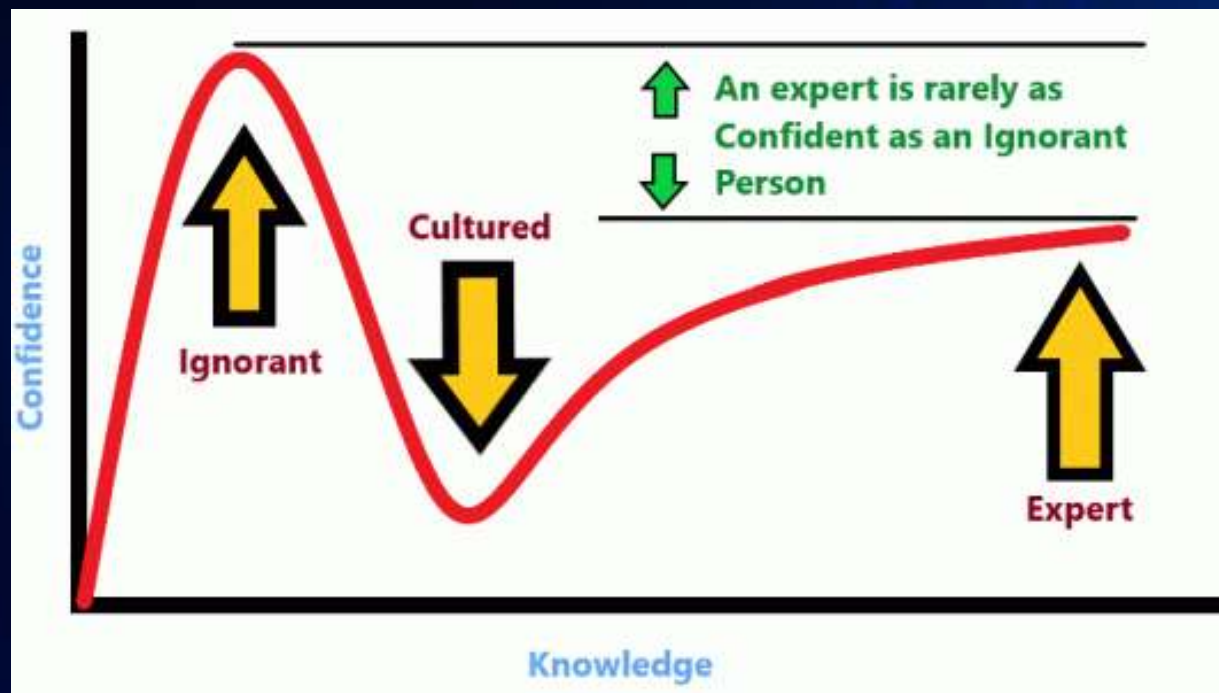 An expert is rarely as
Confident as an Ignorant
Person
Cultured
Ignorant
Confidence
Expert
Knowledge